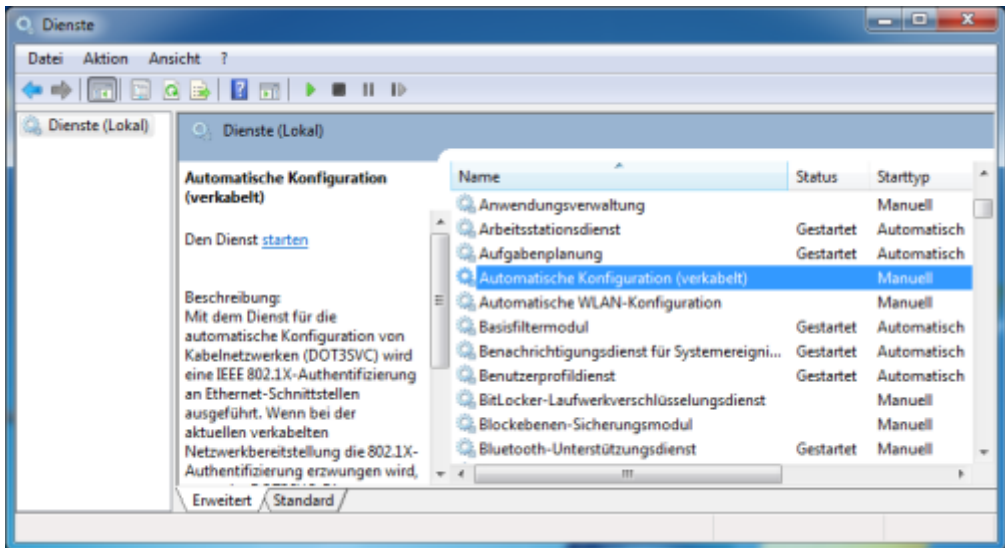 Dienste
Datei Aktion Ansicht ?
Dienste (Lokal)
Dienste (Lokal)
Automatische Konfiguration
(verkabelt)
Den Dienst starten
Beschreibung:
Mit dem Dienst für die
automatische Konfiguration von
Kabelnetzwerken (DOT3SVC) wird
eine IEEE 802.1X-Authentifizierung
an Ethernet-Schnittstellen
ausgeführt. Wenn bei der
aktuellen verkabelten
Netzwerkbereitstellung die 802.1X-
Authentifizierung erzwungen wird,
Name Status Starttyp
Anwendungsverwaltung Manuell
Arbeitsstationsdienst Gestartet Automatisch
Aufgabenplanung Gestartet Automatisch
Automatische Konfiguration (verkabelt) Manuell
Automatische WLAN-Konfiguration Manuell
Basisfiltermodul Gestartet Automatisch
Benachrichtigungsdienst für Systemereigni... Gestartet Automatisch
Benutzerprofildienst Gestartet Automatisch
BitLocker-Laufwerkverschlüsselungsdienst Manuell
Blockebenen-Sicherungsmodul Manuell
Bluetooth-Unterstützungsdienst Gestartet Manuell
Erweitert Standard